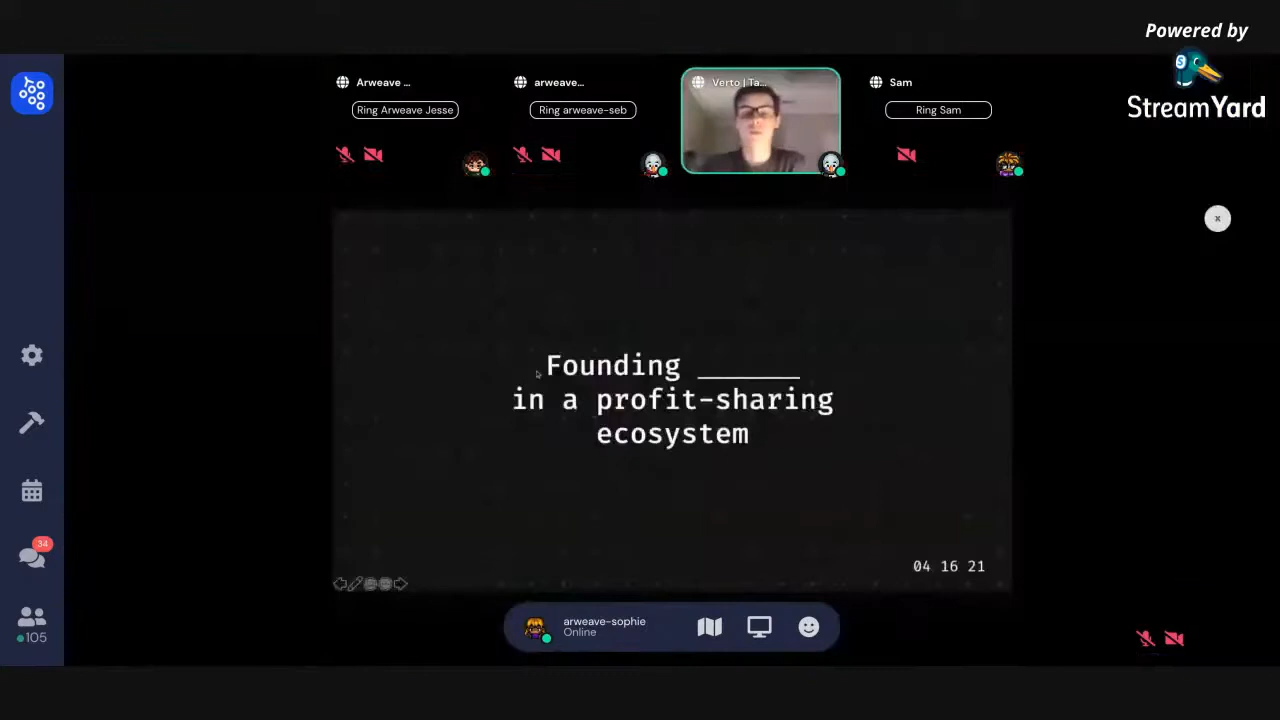 Powered by
StreamYard
Arweave ...
Ring Arweave Jesse
arweave...
Ring arweave-seb
Verto | Ta...
Sam
Ring Sam
x
Founding ______
in a profit-sharing
ecosystem
04 16 21
34
105
arweave-sophie
Online